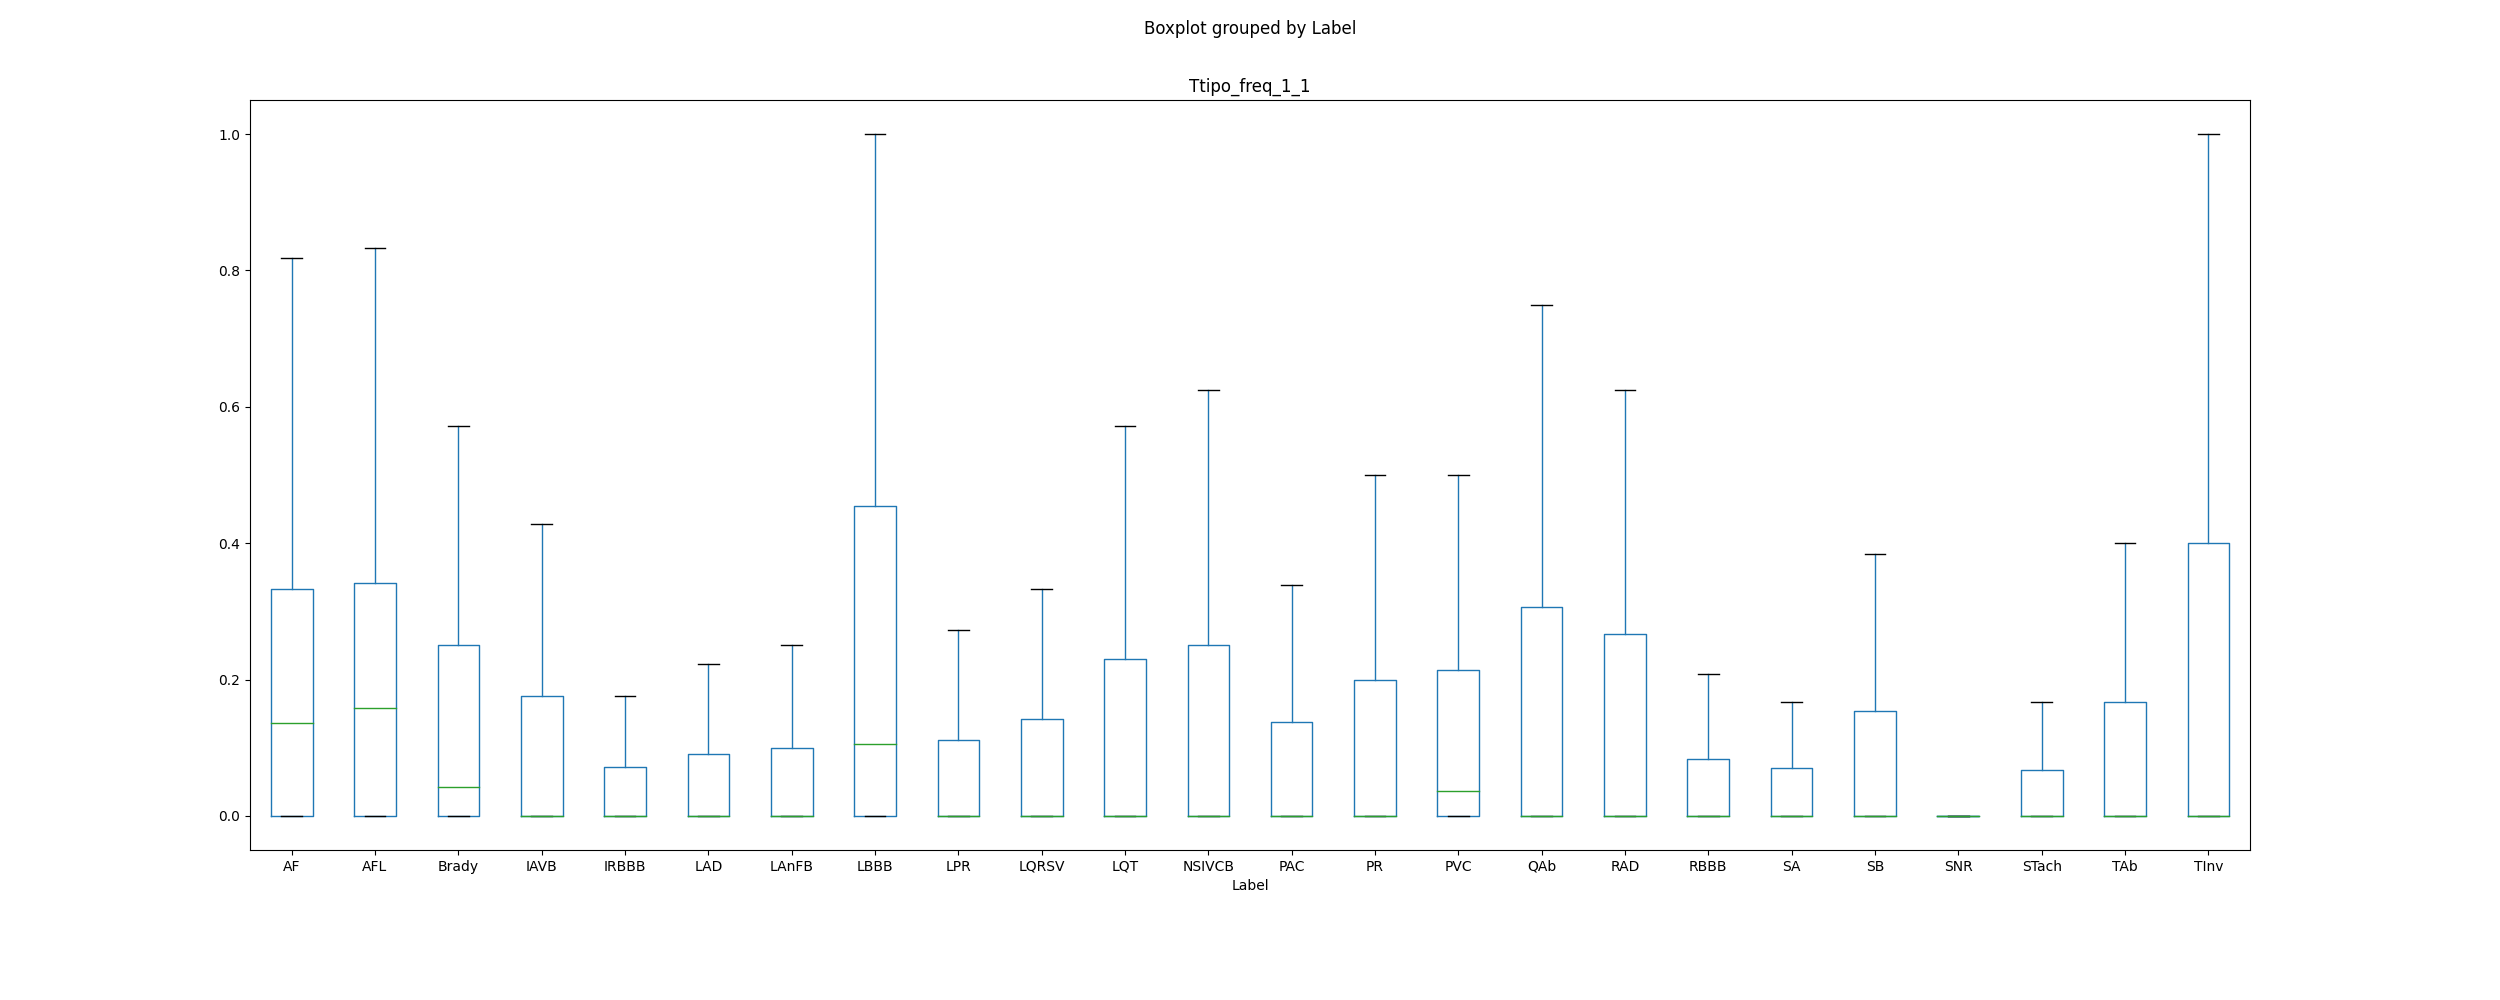 Boxplot grouped by Label
Ttipo_freq_1_1
1.0
0.8
0.6
0.4
0.2
0.0
AF AFL Brady IAVB IRBBB LAD LAnFB LBBB LPR LQRSV LQT NSIVCB PAC PR PVC QAb RAD RBBB SA SB SNR STach TAb TInv
Label